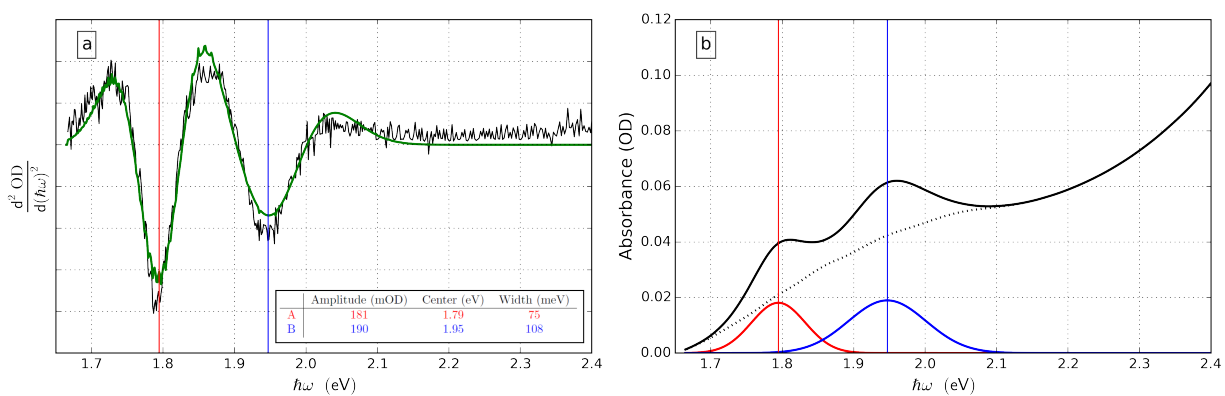 a
d² OD
d(ħω)²
Amplitude (mOD) Center (eV) Width (meV)
A 181 1.79 75
B 190 1.95 108
1.7 1.8 1.9 2.0 2.1 2.2 2.3 2.4
ħω (eV)
b
Absorbance (OD)
0.12
0.10
0.08
0.06
0.04
0.02
0.00
1.7 1.8 1.9 2.0 2.1 2.2 2.3 2.4
ħω (eV)